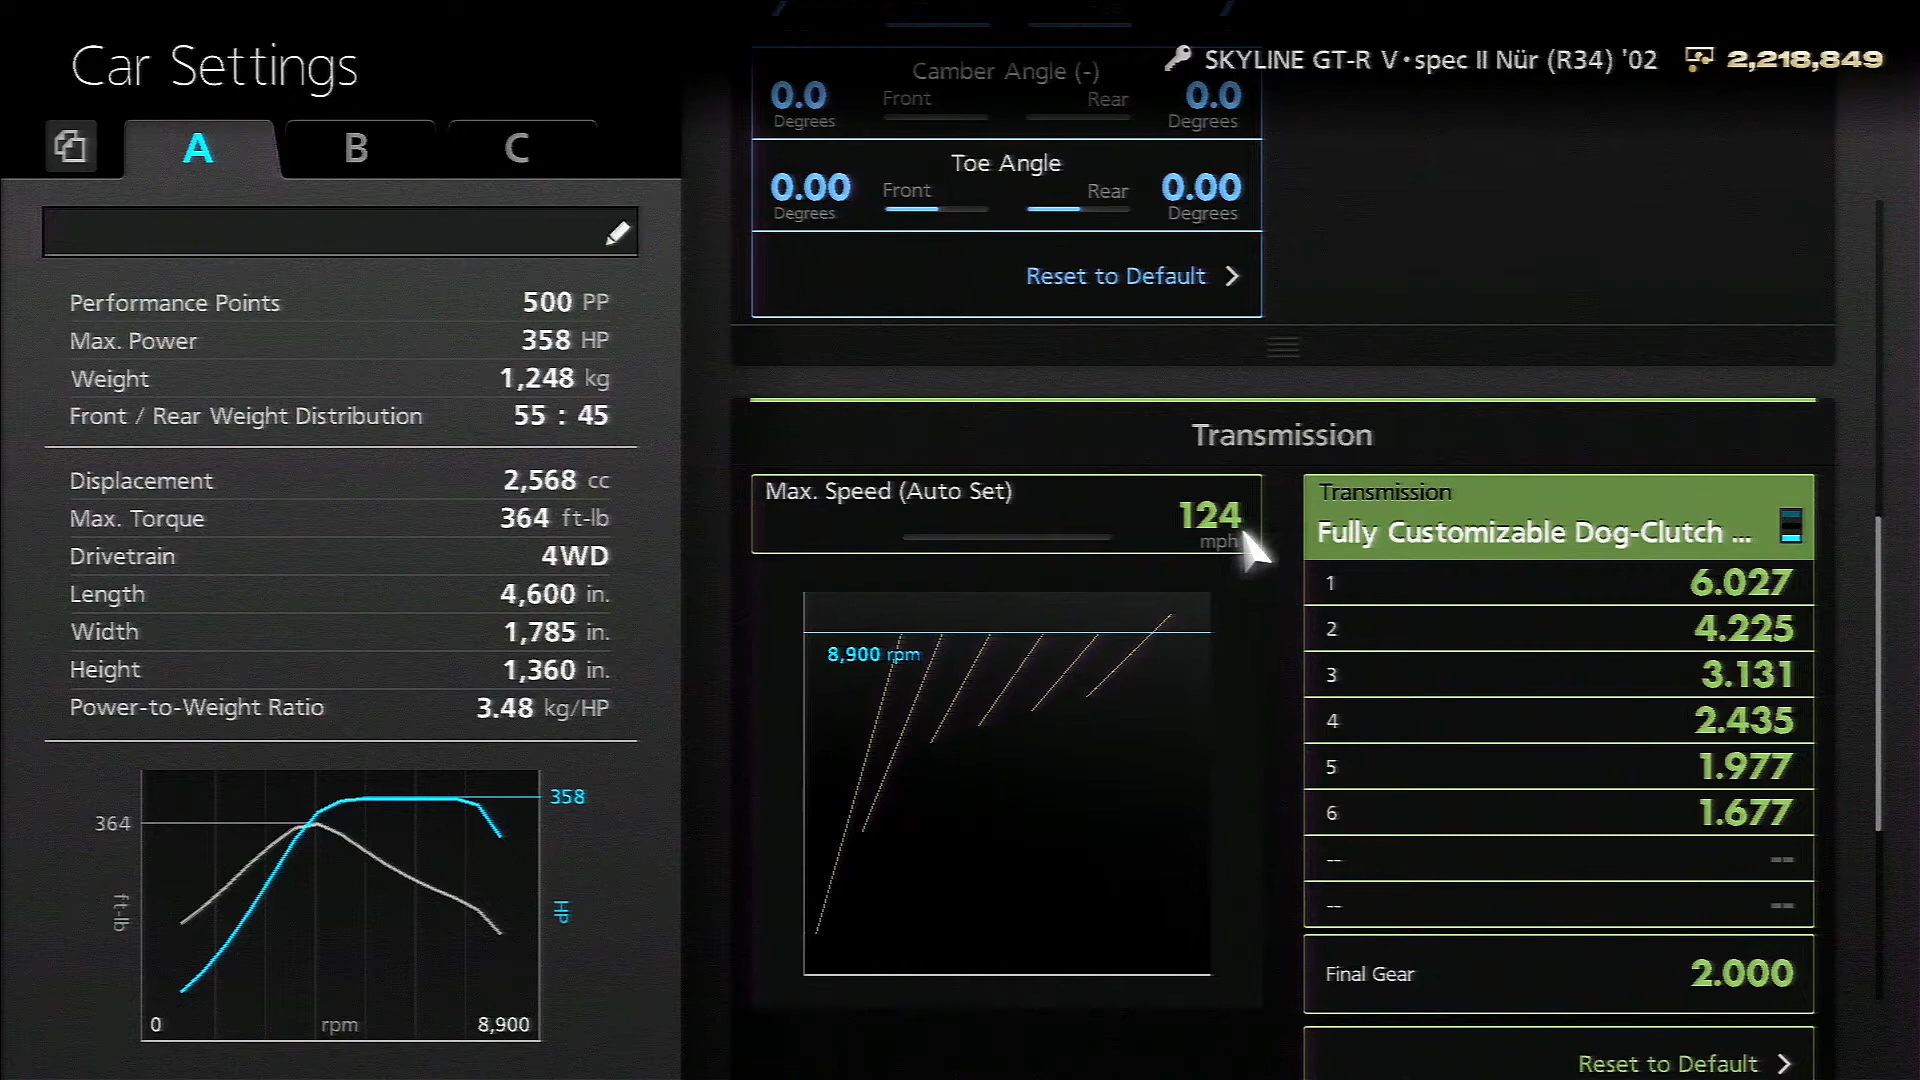 Car Settings
SKYLINE GT-R V・spec II Nür (R34) '02
2,218,849
A
B
C
Performance Points 500 PP
Max. Power 358 HP
Weight 1,248 kg
Front / Rear Weight Distribution 55 : 45
Displacement 2,568 cc
Max. Torque 364 ft-lb
Drivetrain 4WD
Length 4,600 in.
Width 1,785 in.
Height 1,360 in.
Power-to-Weight Ratio 3.48 kg/HP
358
364
ft-lb
HP
0 rpm 8,900
Camber Angle (-)
0.0 Front Rear 0.0
Degrees Degrees
Toe Angle
0.00 Front Rear 0.00
Degrees Degrees
Reset to Default
Transmission
Max. Speed (Auto Set)
124
mph
8,900 rpm
Transmission
Fully Customizable Dog-Clutch ...
1 6.027
2 4.225
3 3.131
4 2.435
5 1.977
6 1.677
-- --
-- --
Final Gear 2.000
Reset to Default